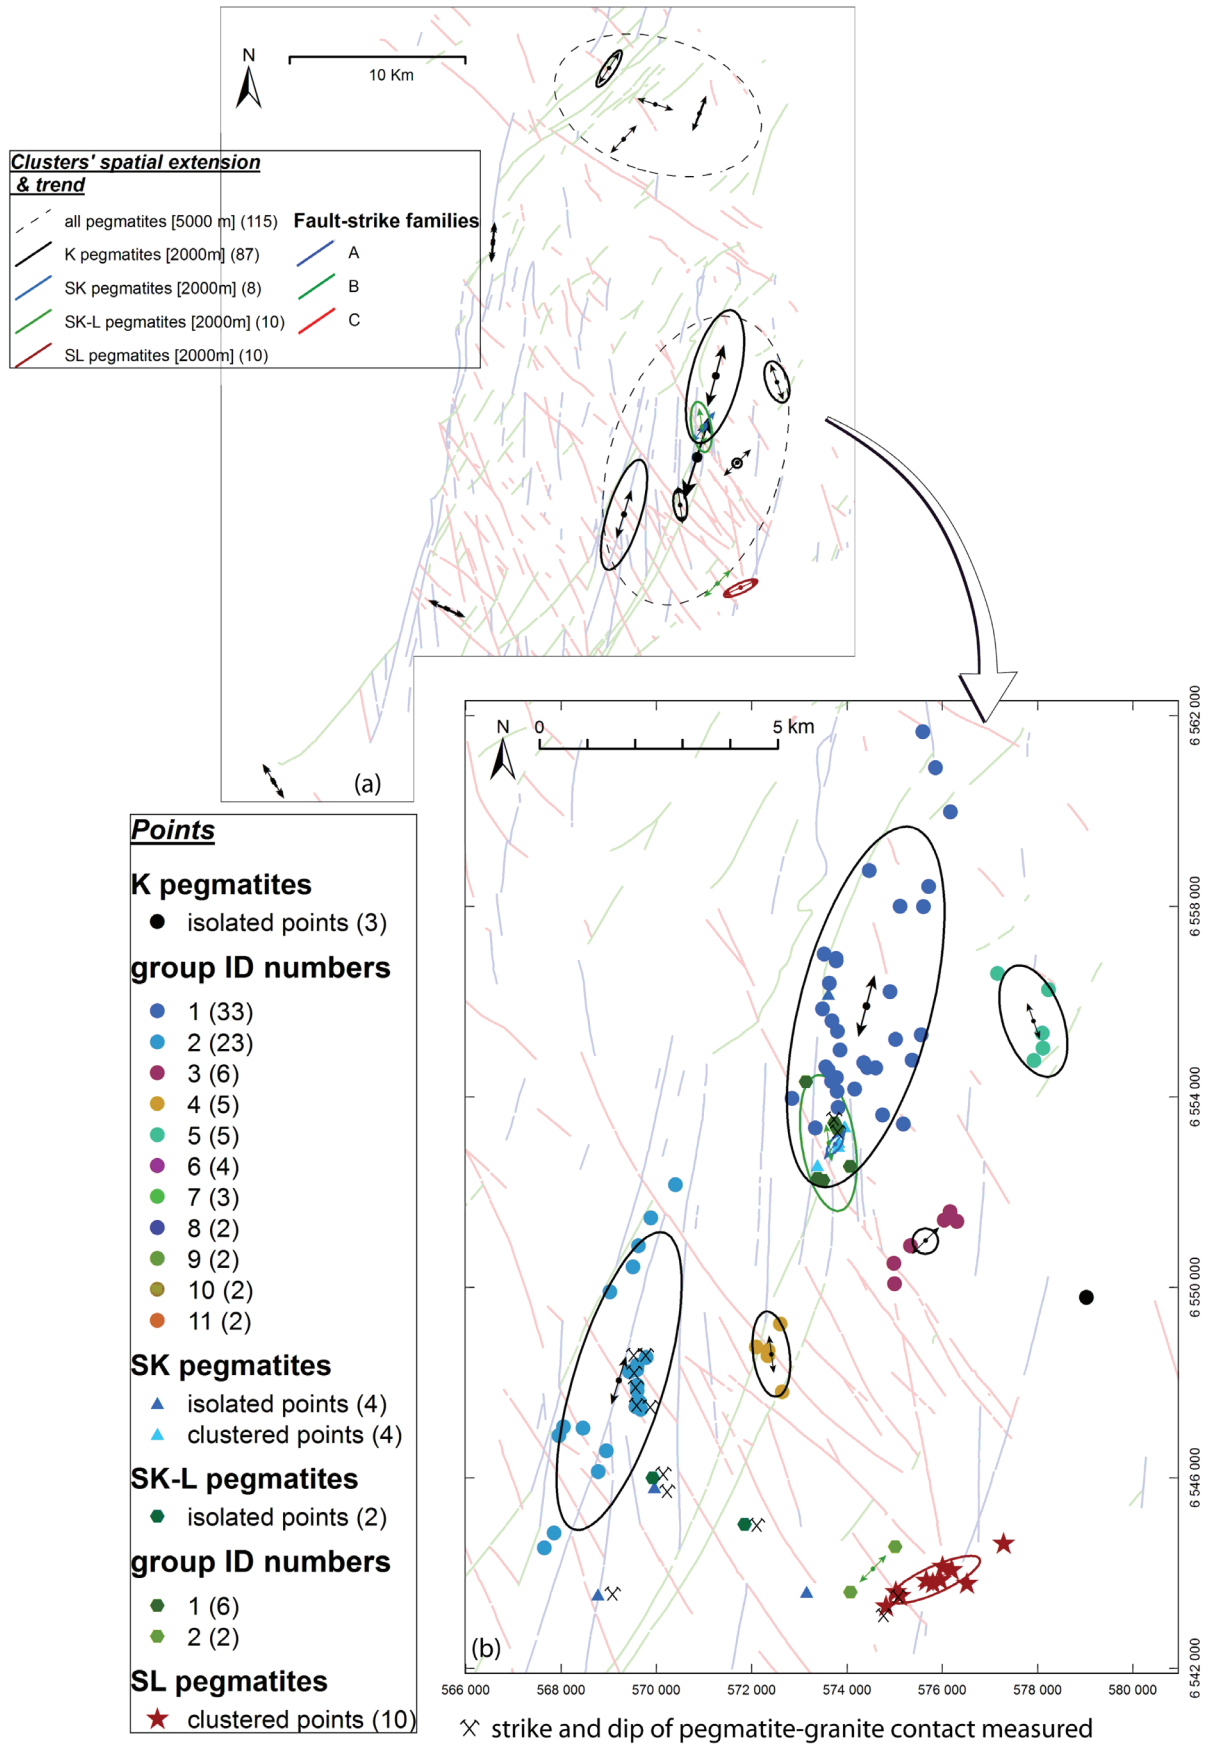 N
10 Km
Clusters' spatial extension
& trend
all pegmatites [5000 m] (115)
K pegmatites [2000m] (87)
SK pegmatites [2000m] (8)
SK-L pegmatites [2000m] (10)
SL pegmatites [2000m] (10)
Fault-strike families
A
B
C
(a)
N
0
5 km
6 562 000
6 558 000
6 554 000
6 550 000
6 546 000
6 542 000
Points
K pegmatites
isolated points (3)
group ID numbers
1 (33)
2 (23)
3 (6)
4 (5)
5 (5)
6 (4)
7 (3)
8 (2)
9 (2)
10 (2)
11 (2)
SK pegmatites
isolated points (4)
clustered points (4)
SK-L pegmatites
isolated points (2)
group ID numbers
1 (6)
2 (2)
SL pegmatites
clustered points (10)
(b)
566 000
568 000
570 000
572 000
574 000
576 000
578 000
580 000
strike and dip of pegmatite-granite contact measured